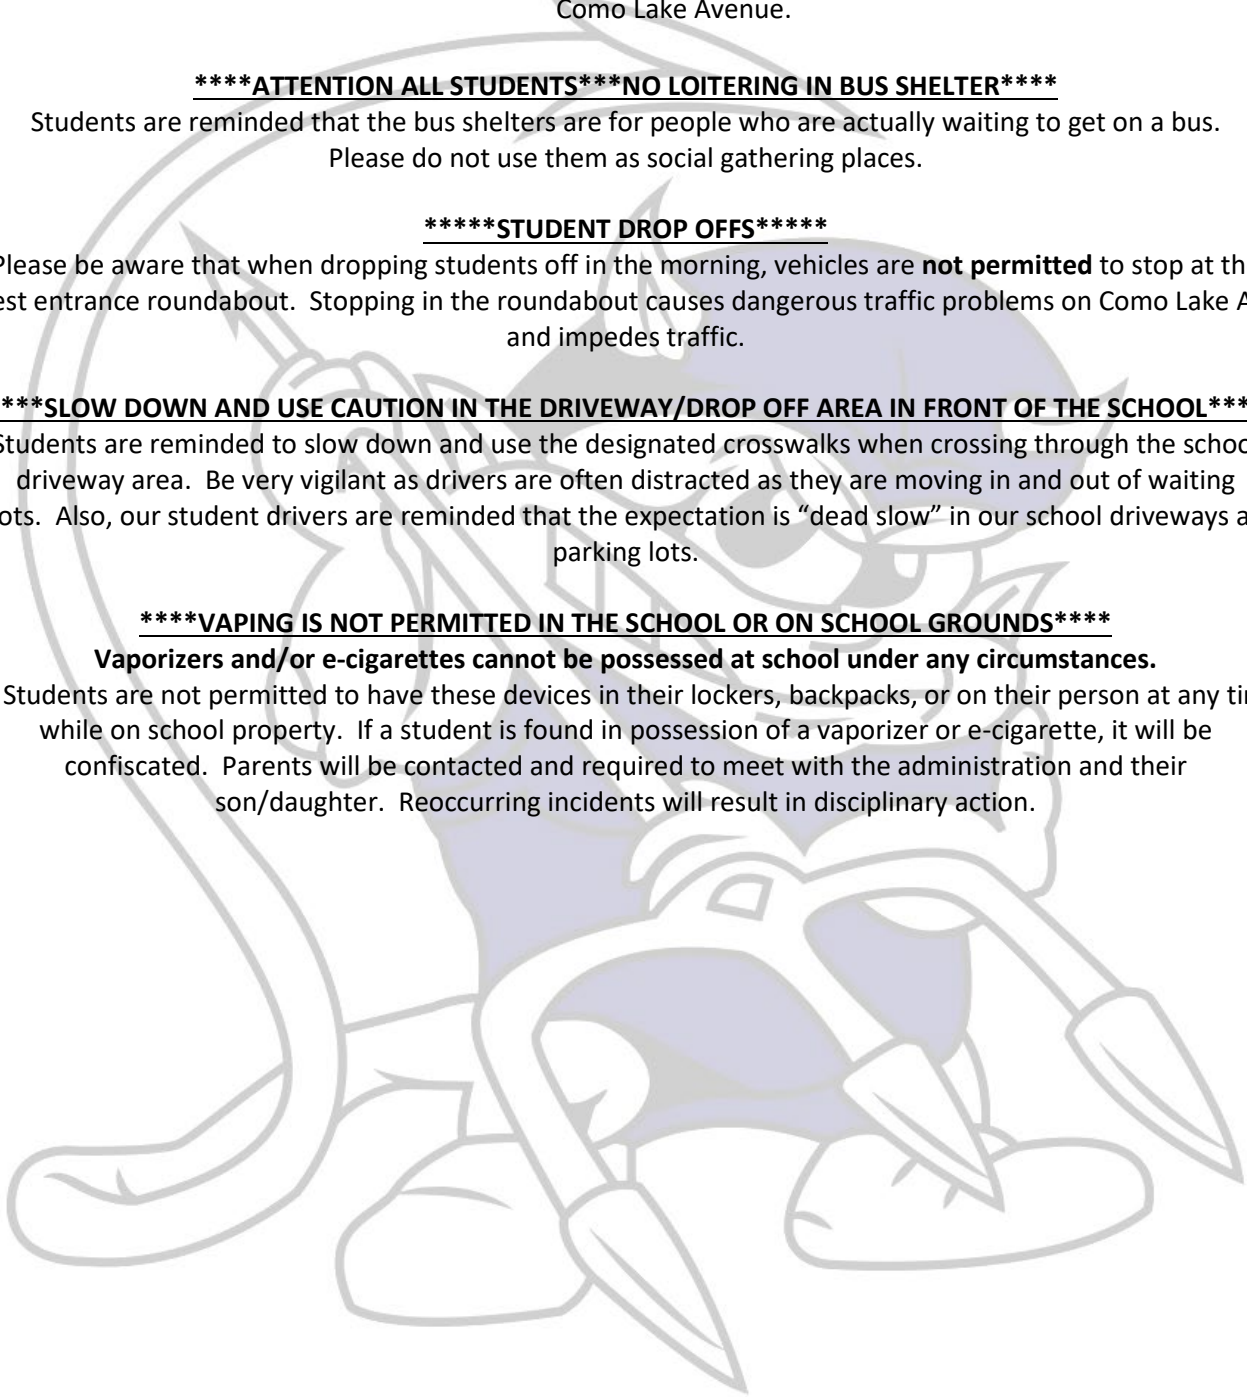 Como Lake Avenue.
****ATTENTION ALL STUDENTS***NO LOITERING IN BUS SHELTER****
Students are reminded that the bus shelters are for people who are actually waiting to get on a bus.
Please do not use them as social gathering places.
*****STUDENT DROP OFFS*****
Please be aware that when dropping students off in the morning, vehicles are not permitted to stop at th
est entrance roundabout.  Stopping in the roundabout causes dangerous traffic problems on Como Lake A
and impedes traffic.
***SLOW DOWN AND USE CAUTION IN THE DRIVEWAY/DROP OFF AREA IN FRONT OF THE SCHOOL***
Students are reminded to slow down and use the designated crosswalks when crossing through the schoo
driveway area.  Be very vigilant as drivers are often distracted as they are moving in and out of waiting
ots.  Also, our student drivers are reminded that the expectation is “dead slow” in our school driveways a
parking lots.
****VAPING IS NOT PERMITTED IN THE SCHOOL OR ON SCHOOL GROUNDS****
Vaporizers and/or e-cigarettes cannot be possessed at school under any circumstances.
Students are not permitted to have these devices in their lockers, backpacks, or on their person at any ti
while on school property.  If a student is found in possession of a vaporizer or e-cigarette, it will be
confiscated.  Parents will be contacted and required to meet with the administration and their
son/daughter.  Reoccurring incidents will result in disciplinary action.